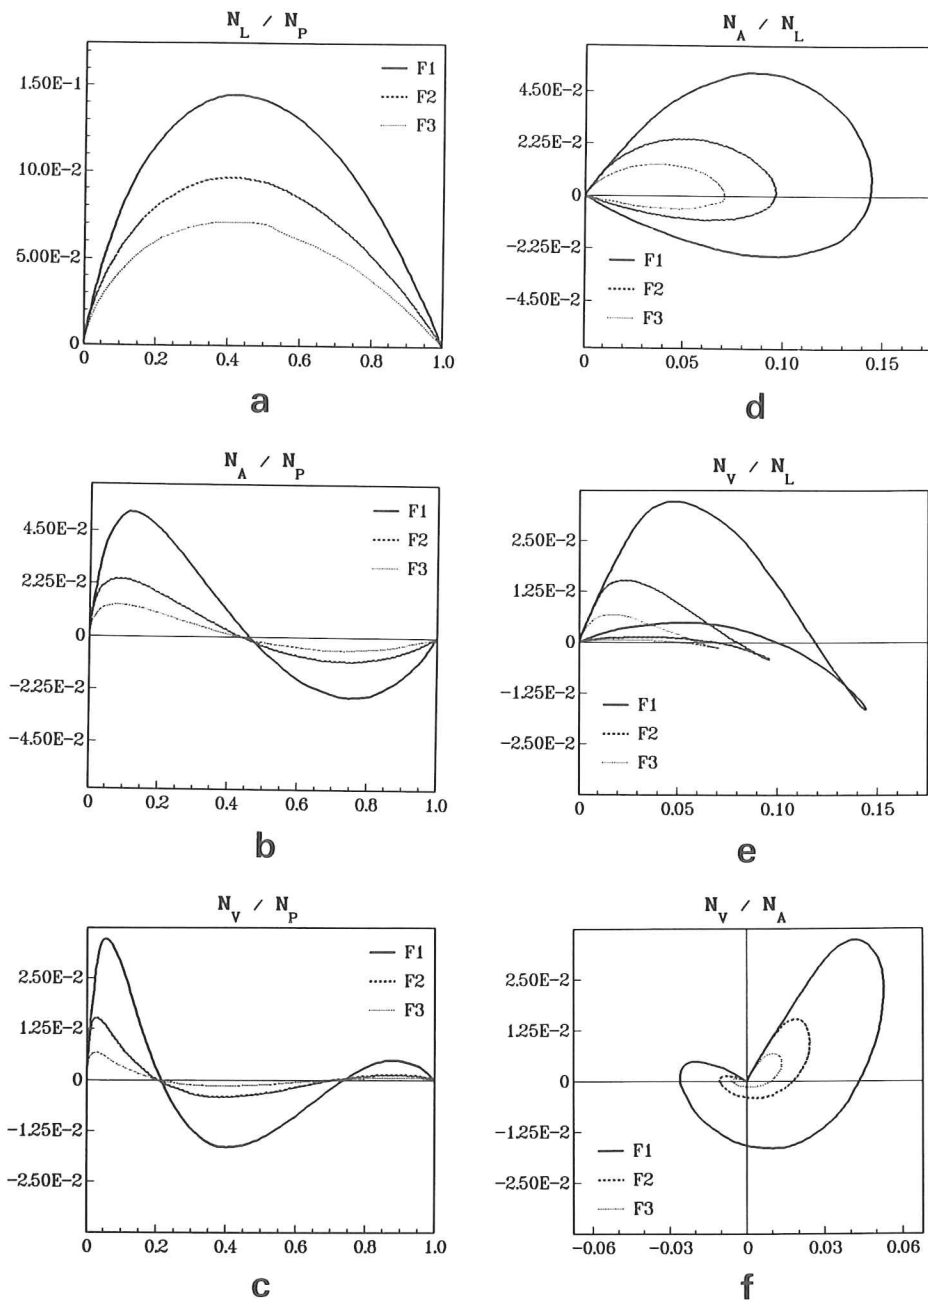 N_L / N_P
1.50E-1
10.0E-2
5.00E-2
0
F1
F2
F3
0 0.2 0.4 0.6 0.8 1.0
a
N_A / N_L
4.50E-2
2.25E-2
0
-2.25E-2
-4.50E-2
F1
F2
F3
0 0.05 0.10 0.15
d
N_A / N_P
4.50E-2
2.25E-2
0
-2.25E-2
-4.50E-2
F1
F2
F3
0 0.2 0.4 0.6 0.8 1.0
b
N_V / N_L
2.50E-2
1.25E-2
0
-1.25E-2
-2.50E-2
F1
F2
F3
0 0.05 0.10 0.15
e
N_V / N_P
2.50E-2
1.25E-2
0
-1.25E-2
-2.50E-2
F1
F2
F3
0 0.2 0.4 0.6 0.8 1.0
c
N_V / N_A
2.50E-2
1.25E-2
0
-1.25E-2
-2.50E-2
F1
F2
F3
-0.06 -0.03 0 0.03 0.06
f